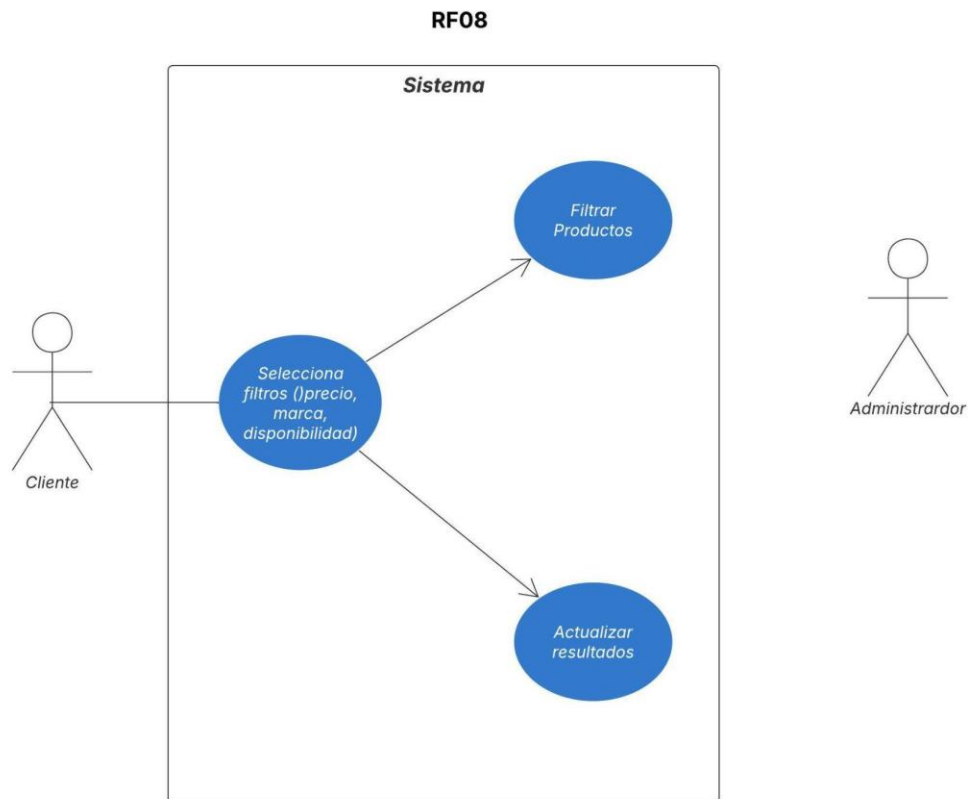 RF08
Sistema
Filtrar
Productos
Selecciona
filtros ()precio,
marca,
disponibilidad)
Administrardor
Cliente
Actualizar
resultados